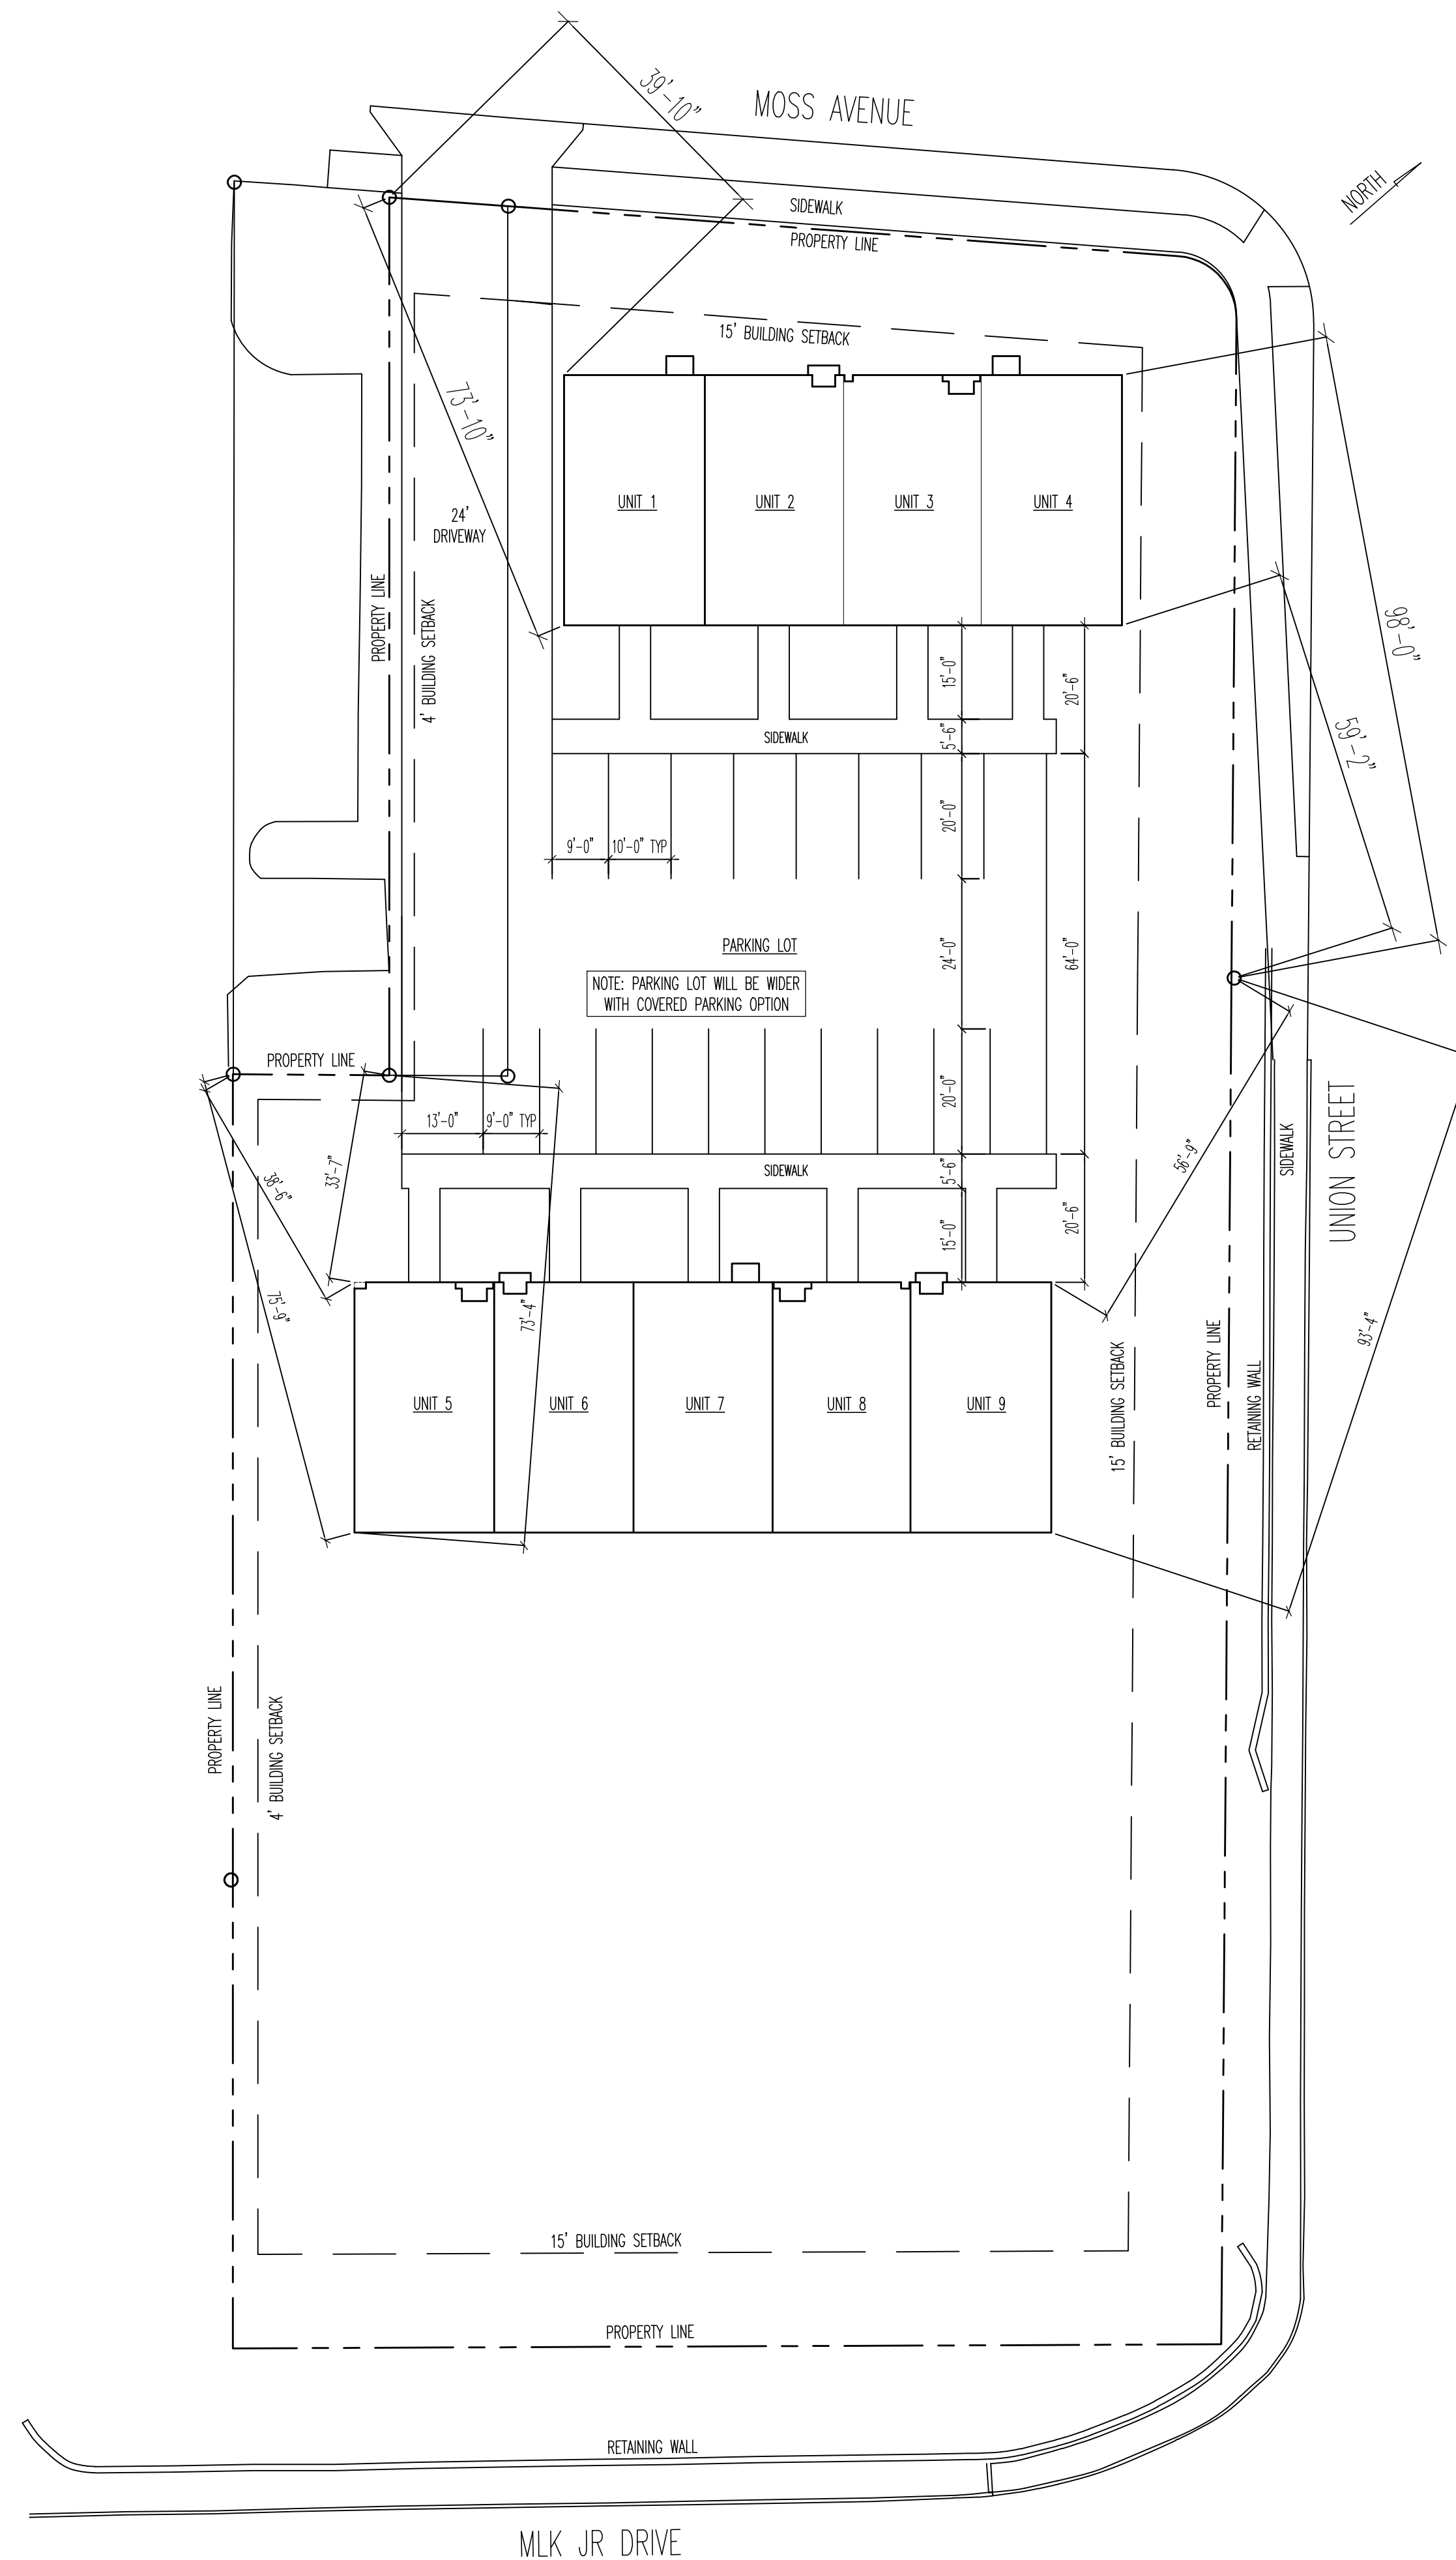 39'-10"
MOSS AVENUE
NORTH
SIDEWALK
PROPERTY LINE
15' BUILDING SETBACK
73'-10"
UNIT 1
UNIT 2
UNIT 3
UNIT 4
24'
DRIVEWAY
PROPERTY LINE
4' BUILDING SETBACK
98'-0"
59'-2"
15'-0"
20'-6"
SIDEWALK
5'-6"
20'-0"
9'-0"
10'-0" TYP
PARKING LOT
24'-0"
64'-0"
NOTE: PARKING LOT WILL BE WIDER
WITH COVERED PARKING OPTION
PROPERTY LINE
13'-0"
9'-0" TYP
20'-0"
SIDEWALK
5'-6"
15'-0"
20'-6"
38'-6"
33'-7"
75'-9"
73'-4"
56'-9"
SIDEWALK
UNION STREET
93'-4"
UNIT 5
UNIT 6
UNIT 7
UNIT 8
UNIT 9
15' BUILDING SETBACK
PROPERTY LINE
RETAINING WALL
PROPERTY LINE
4' BUILDING SETBACK
15' BUILDING SETBACK
PROPERTY LINE
RETAINING WALL
MLK JR DRIVE